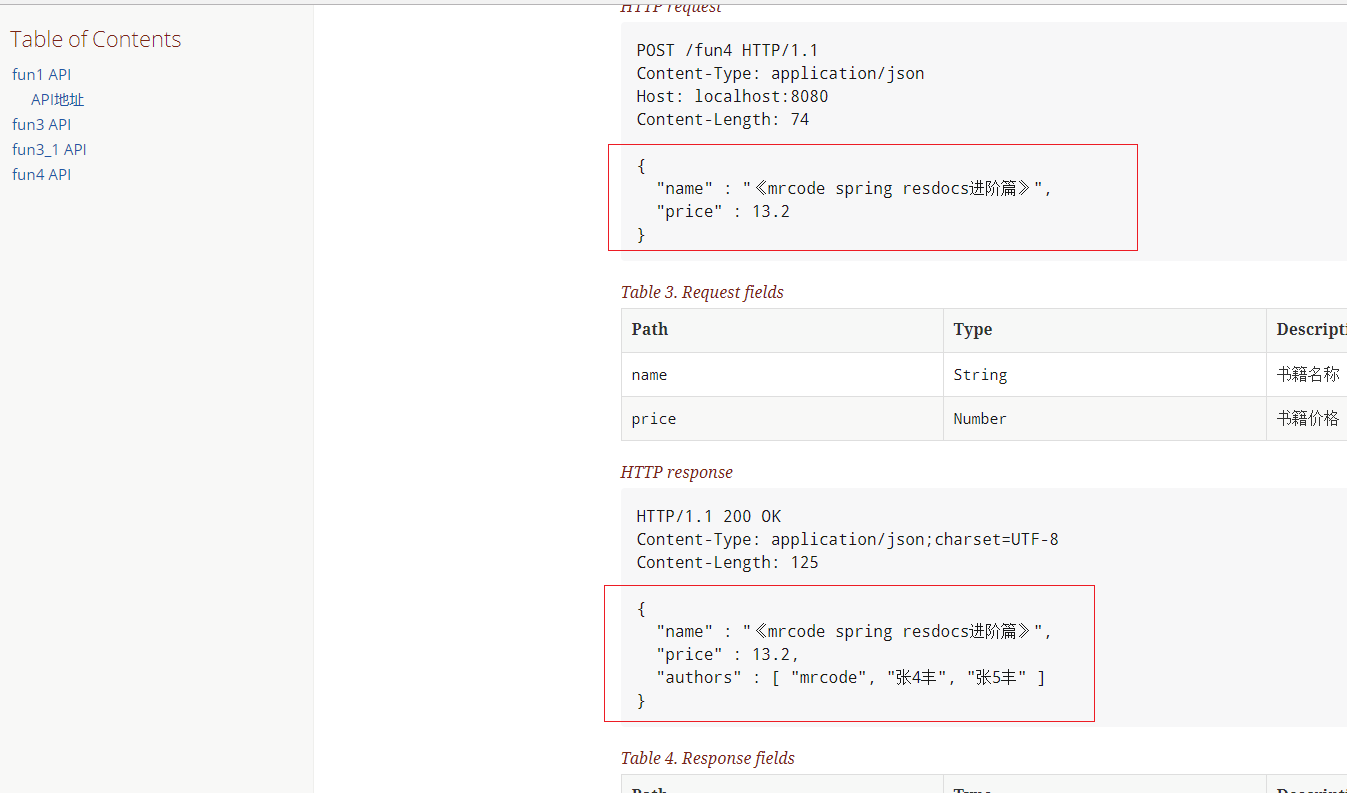 Table of Contents
fun1 API
API地址
fun3 API
fun3_1 API
fun4 API
HTTP request
POST /fun4 HTTP/1.1
Content-Type: application/json
Host: localhost:8080
Content-Length: 74
{
"name" : "《mrcode spring resdocs进阶篇》",
"price" : 13.2
}
Table 3. Request fields
Path Type Descripti
name String 书籍名称
price Number 书籍价格
HTTP response
HTTP/1.1 200 OK
Content-Type: application/json;charset=UTF-8
Content-Length: 125
{
"name" : "《mrcode spring resdocs进阶篇》",
"price" : 13.2,
"authors" : [ "mrcode", "张4丰", "张5丰" ]
}
Table 4. Response fields
Path Type Descripti